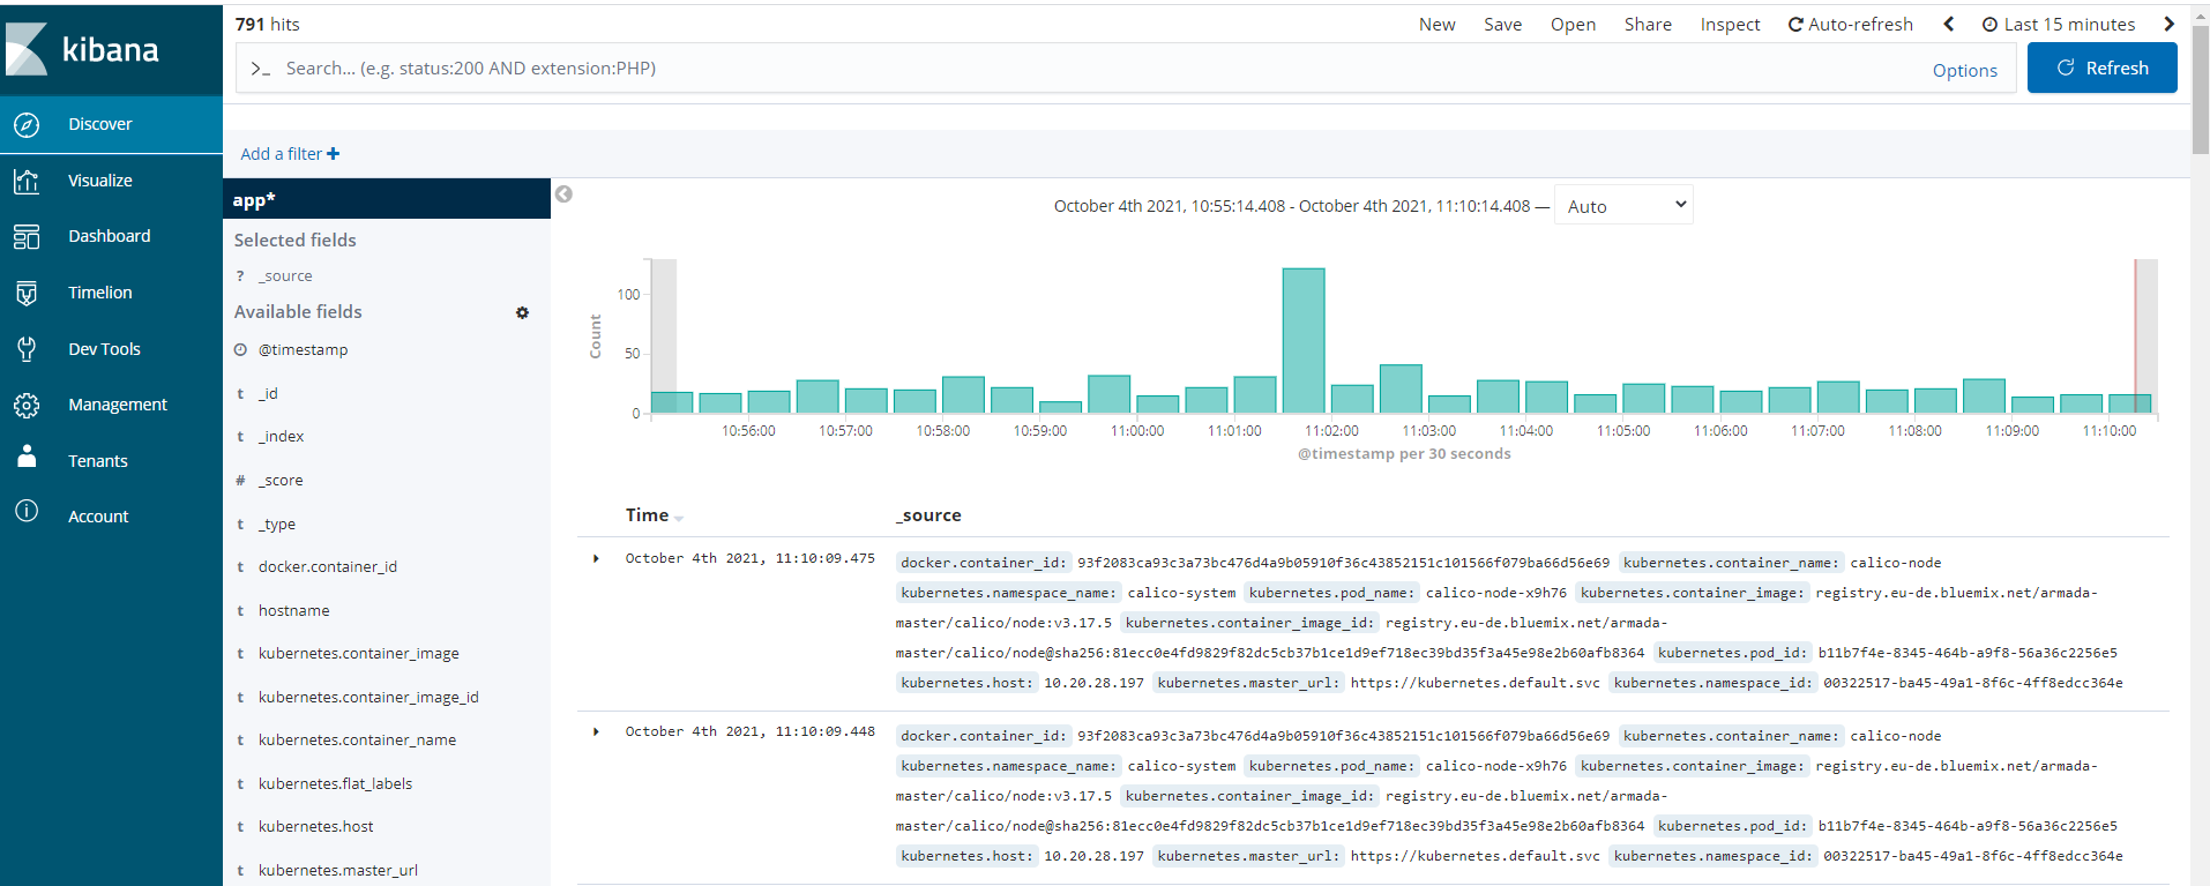 791 hits
New Save Open Share Inspect Auto-refresh Last 15 minutes
kibana
>_ Search... (e.g. status:200 AND extension:PHP) Options Refresh
Discover
Visualize
Dashboard
Timelion
Dev Tools
Management
Tenants
Account
Add a filter +
app*
Selected fields
? _source
Available fields
@timestamp
t _id
t _index
# _score
t _type
t docker.container_id
t hostname
t kubernetes.container_image
t kubernetes.container_image_id
t kubernetes.container_name
t kubernetes.flat_labels
t kubernetes.host
t kubernetes.master_url
October 4th 2021, 10:55:14.408 - October 4th 2021, 11:10:14.408 — Auto
Count
100
50
0
10:56:00 10:57:00 10:58:00 10:59:00 11:00:00 11:01:00 11:02:00 11:03:00 11:04:00 11:05:00 11:06:00 11:07:00 11:08:00 11:09:00 11:10:00
@timestamp per 30 seconds
Time _source
October 4th 2021, 11:10:09.475 docker.container_id: 93f2083ca93c3a73bc476d4a9b05910f36c43852151c101566f079ba66d56e69 kubernetes.container_name: calico-node
kubernetes.namespace_name: calico-system kubernetes.pod_name: calico-node-x9h76 kubernetes.container_image: registry.eu-de.bluemix.net/armada-
master/calico/node:v3.17.5 kubernetes.container_image_id: registry.eu-de.bluemix.net/armada-
master/calico/node@sha256:81ecc0e4fd9829f82dc5cb37b1ce1d9ef718ec39bd35f3a45e98e2b60afb8364 kubernetes.pod_id: b11b7f4e-8345-464b-a9f8-56a36c2256e5
kubernetes.host: 10.20.28.197 kubernetes.master_url: https://kubernetes.default.svc kubernetes.namespace_id: 00322517-ba45-49a1-8f6c-4ff8edcc364e
October 4th 2021, 11:10:09.448 docker.container_id: 93f2083ca93c3a73bc476d4a9b05910f36c43852151c101566f079ba66d56e69 kubernetes.container_name: calico-node
kubernetes.namespace_name: calico-system kubernetes.pod_name: calico-node-x9h76 kubernetes.container_image: registry.eu-de.bluemix.net/armada-
master/calico/node:v3.17.5 kubernetes.container_image_id: registry.eu-de.bluemix.net/armada-
master/calico/node@sha256:81ecc0e4fd9829f82dc5cb37b1ce1d9ef718ec39bd35f3a45e98e2b60afb8364 kubernetes.pod_id: b11b7f4e-8345-464b-a9f8-56a36c2256e5
kubernetes.host: 10.20.28.197 kubernetes.master_url: https://kubernetes.default.svc kubernetes.namespace_id: 00322517-ba45-49a1-8f6c-4ff8edcc364e